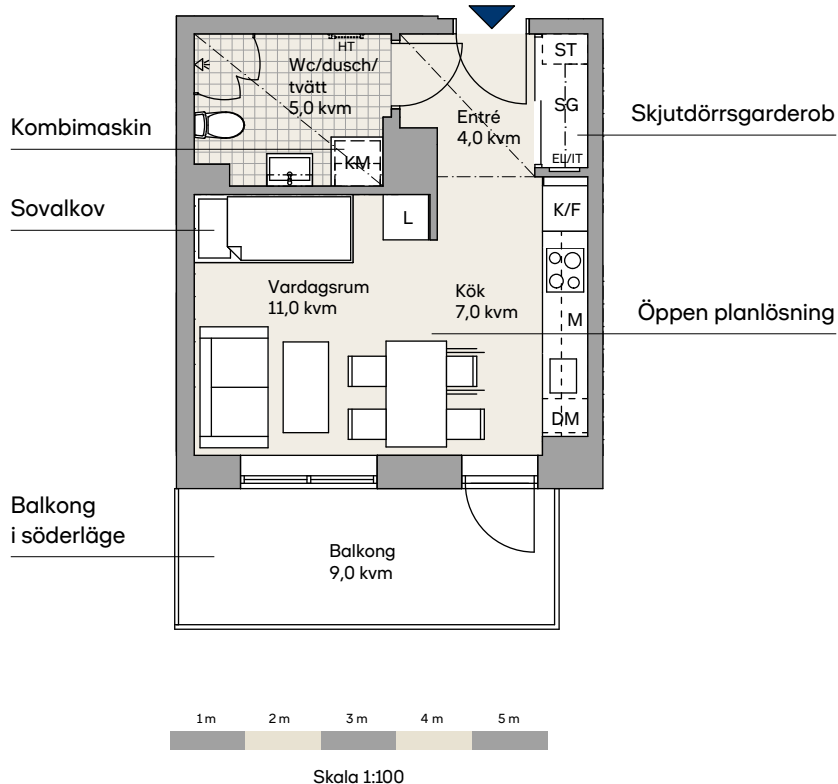 ST
HT
Wc/dusch/
tvätt
5,0 kvm
SG
Entré
4,0 kvm
Skjutdörrsgarderob
Kombimaskin
KM
EL/IT
Sovalkov
L
K/F
Vardagsrum
11,0 kvm
Kök
7,0 kvm
M
Öppen planlösning
DM
Balkong
i söderläge
Balkong
9,0 kvm
1 m 2 m 3 m 4 m 5 m
Skala 1:100